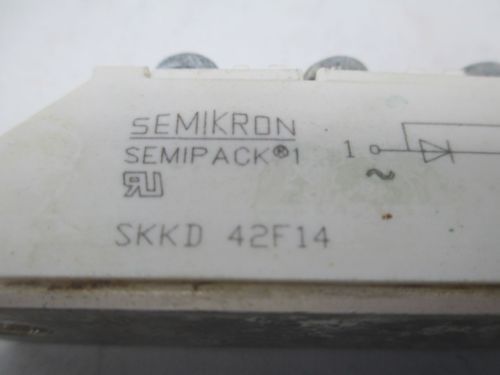 SEMIKRON
SEMIPACK®1
1
~
SKKD 42F14